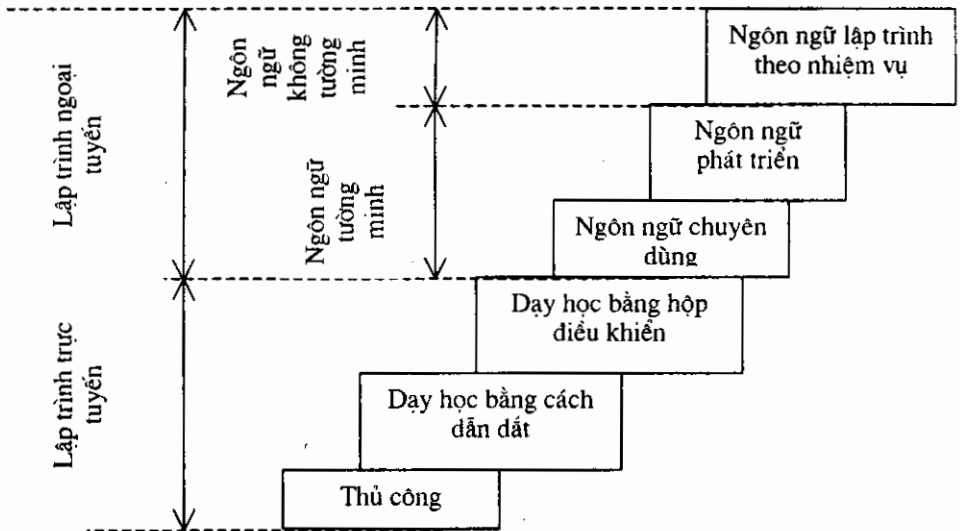 Lập trình ngoại
tuyến
Ngôn
ngữ
không
tường
minh
Ngôn ngữ lập trình
theo nhiệm vụ
Ngôn ngữ
phát triển
Ngôn ngữ
tường
minh
Ngôn ngữ chuyên
dùng
Lập trình trực
tuyến
Dạy học bằng hộp
điều khiển
Dạy học bằng cách
dẫn dắt
Thủ công